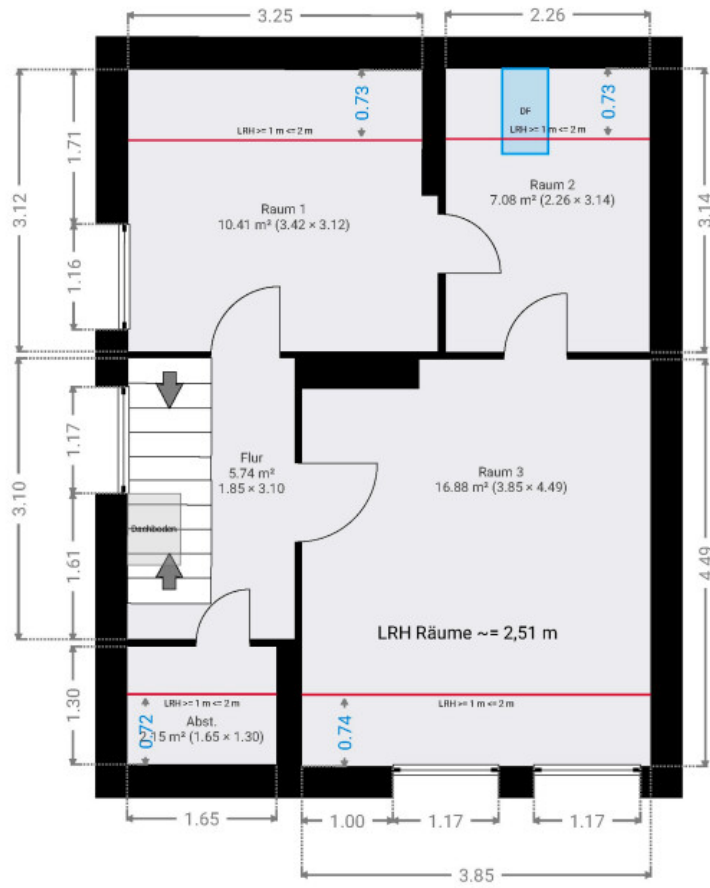 3.25
2.26
0.73
0.73
DF
LRH >= 1 m <= 2 m
LRH >= 1 m <= 2 m
1.71
3.12
3.14
Raum 1
10.41 m² (3.42 × 3.12)
Raum 2
7.08 m² (2.26 × 3.14)
1.16
1.17
3.10
Flur
5.74 m²
1.85 × 3.10
Raum 3
16.88 m² (3.85 × 4.49)
Dachboden
1.61
4.49
LRH Räume ~= 2,51 m
1.30
LRH >= 1 m <= 2 m
LRH >= 1 m <= 2 m
Abst.
2.15 m² (1.65 × 1.30)
0.72
0.74
1.65
1.00
1.17
1.17
3.85